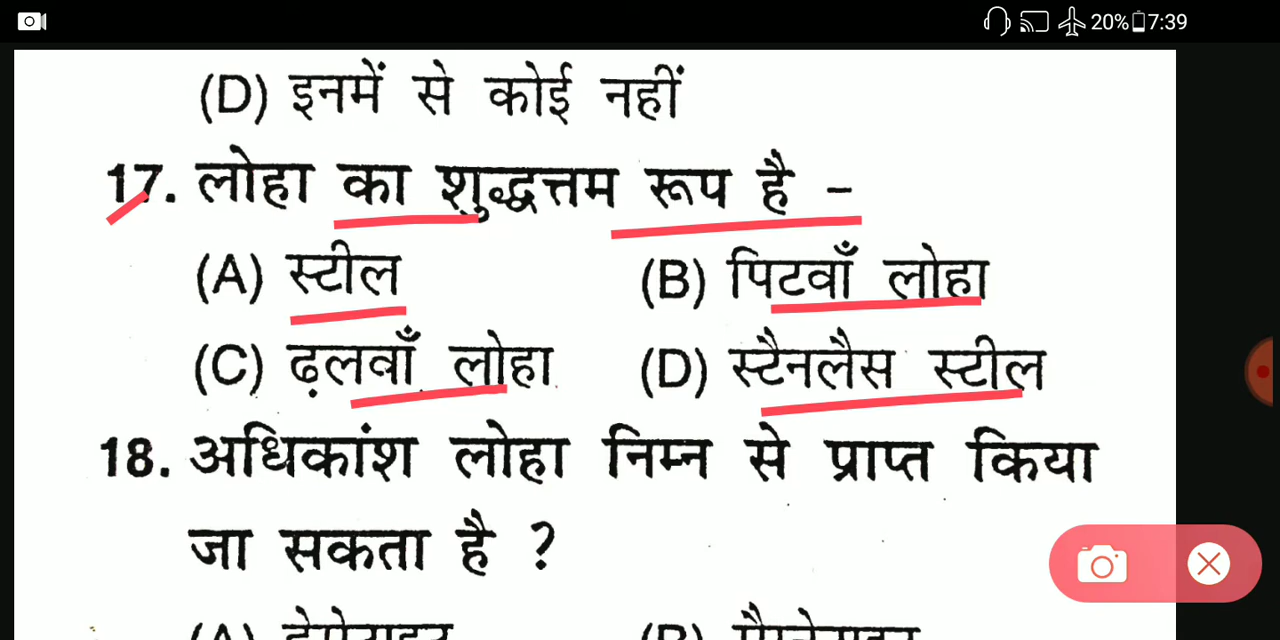 20% 7:39
(D) इनमें से कोई नहीं
17. लोहा का शुद्धत्तम रूप है –
(A) स्टील (B) पिटवाँ लोहा
(C) ढ़लवाँ लोहा (D) स्टैनलैस स्टील
18. अधिकांश लोहा निम्न से प्राप्त किया
जा सकता है ?
(A) (B)